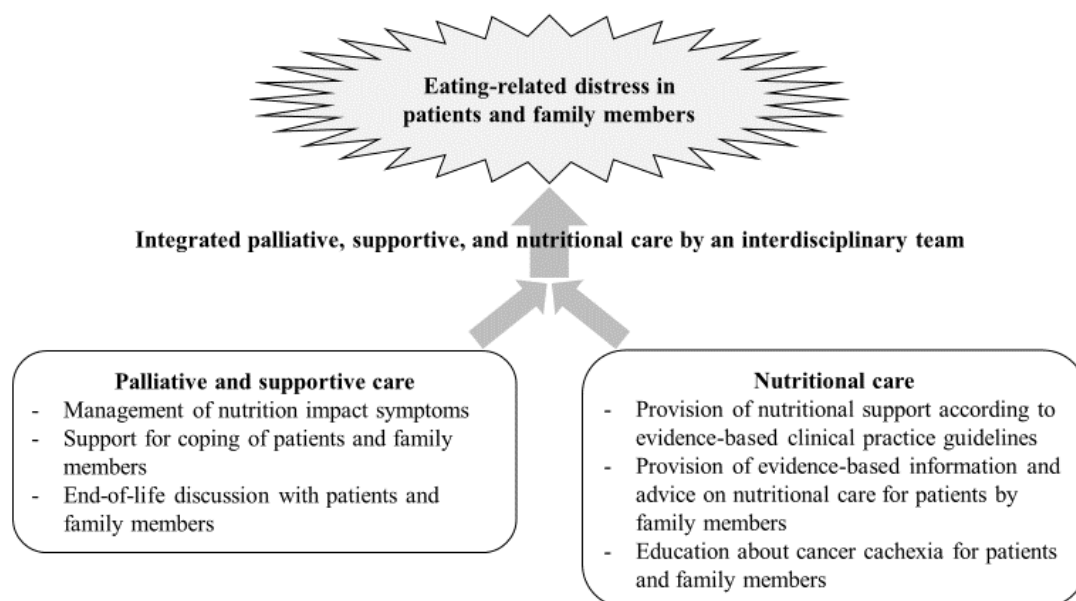 Eating-related distress in
patients and family members
Integrated palliative, supportive, and nutritional care by an interdisciplinary team
Palliative and supportive care
- Management of nutrition impact symptoms
- Support for coping of patients and family
members
- End-of-life discussion with patients and
family members
Nutritional care
- Provision of nutritional support according to
evidence-based clinical practice guidelines
- Provision of evidence-based information and
advice on nutritional care for patients by
family members
- Education about cancer cachexia for patients
and family members